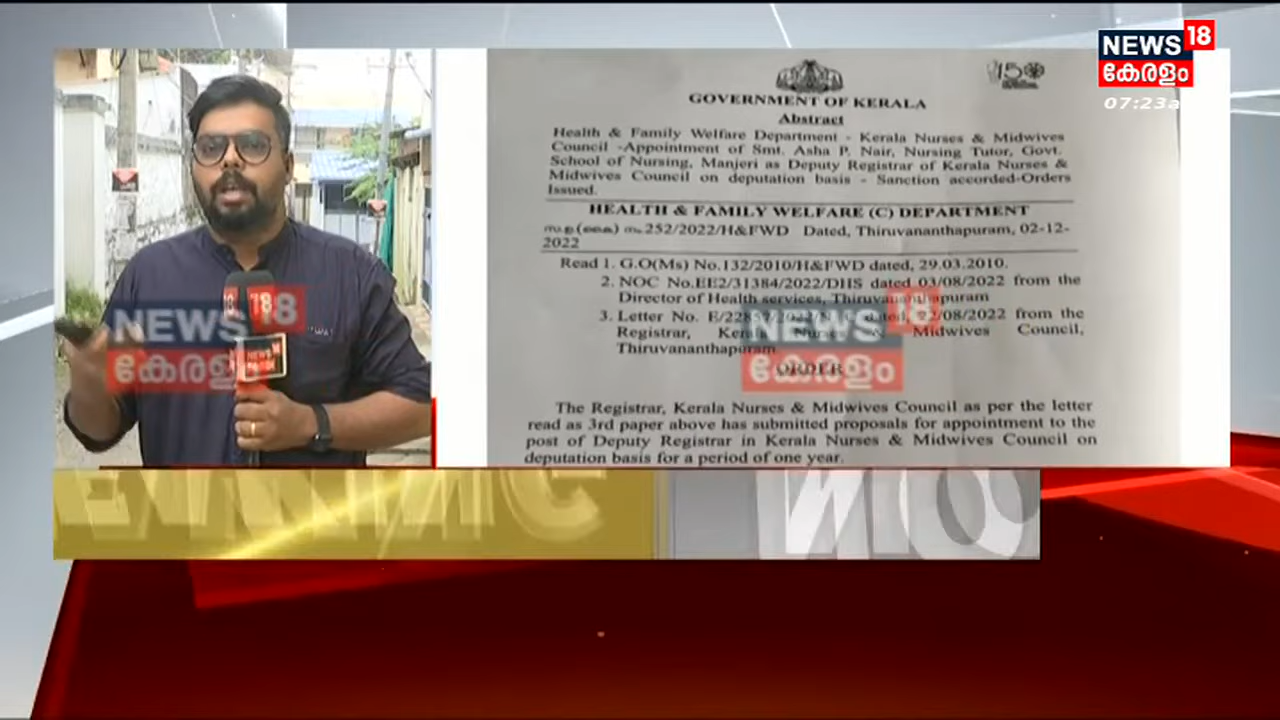 NEWS 18
കേരളം
07:23a
GOVERNMENT OF KERALA
Abstract
Health & Family Welfare Department - Kerala Nurses & Midwives
Council -Appointment of Smt. Asha P. Nair, Nursing Tutor, Govt.
School of Nursing, Manjeri as Deputy Registrar of Kerala Nurses &
Midwives Council on deputation basis - Sanction accorded-Orders
Issued.
HEALTH & FAMILY WELFARE (C) DEPARTMENT
സ.ഉ.(കൈ) നം.252/2022/H&FWD Dated, Thiruvananthapuram, 02-12-
2022
Read 1. G.O(Ms) No.132/2010/H&FWD dated, 29.03.2010.
2. NOC No.EE2/31384/2022/DHS dated 03/08/2022 from the
Director of Health services, Thiruvananthapuram
3. Letter No. dated, /08/2022 from the
Registrar, Kerala Nurses & Midwives Council,
Thiruvananthapuram
ORDER
The Registrar, Kerala Nurses & Midwives Council as per the letter
read as 3rd paper above has submitted proposals for appointment to the
post of Deputy Registrar in Kerala Nurses & Midwives Council on
deputation basis for a period of one year.
NEWS 18
കേരളം
NEWS 18
കേരളം